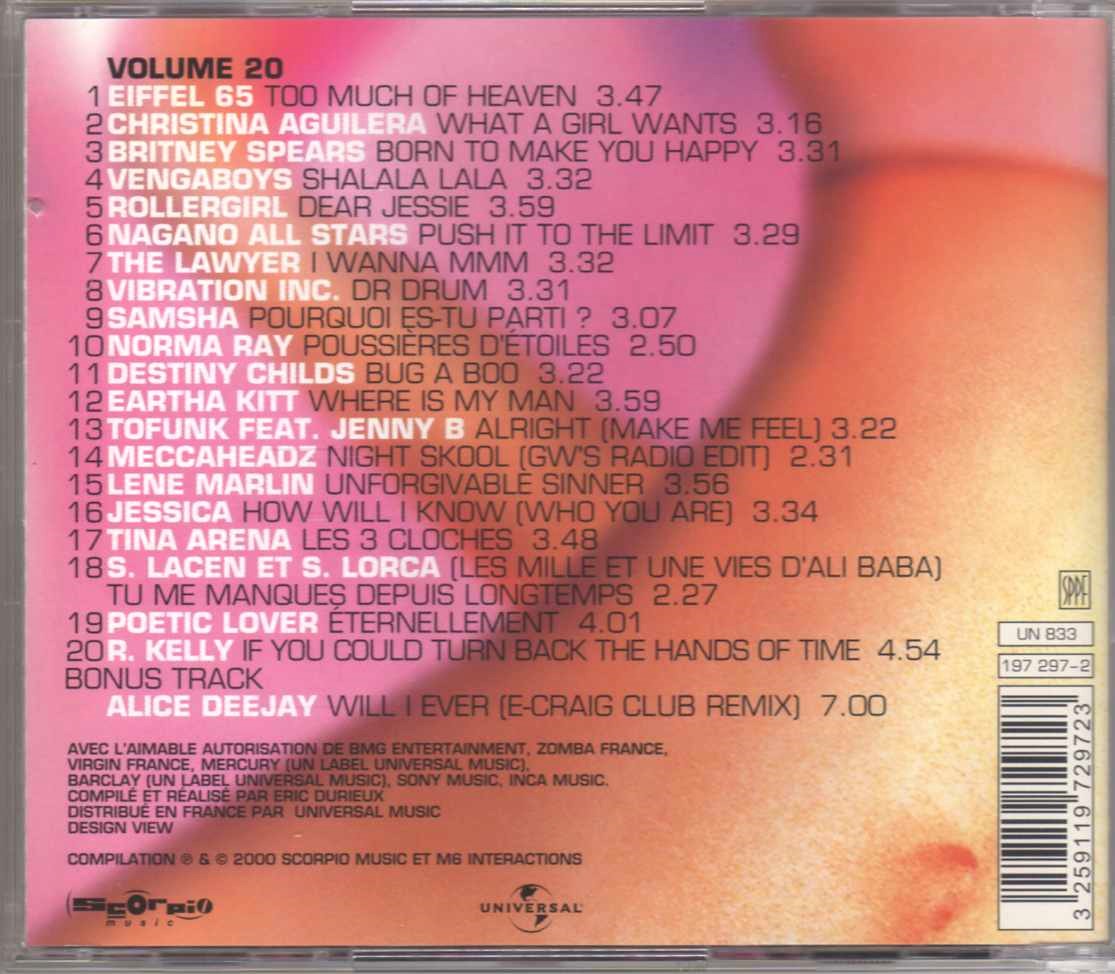 VOLUME 20
1 EIFFEL 65 TOO MUCH OF HEAVEN 3.47
2 CHRISTINA AGUILERA WHAT A GIRL WANTS 3.16
3 BRITNEY SPEARS BORN TO MAKE YOU HAPPY 3.31
4 VENGABOYS SHALALA LALA 3.32
5 ROLLERGIRL DEAR JESSIE 3.59
6 NAGANO ALL STARS PUSH IT TO THE LIMIT 3.29
7 THE LAWYER I WANNA MMM 3.32
8 VIBRATION INC. DR DRUM 3.31
9 SAMSHA POURQUOI ES-TU PARTI ? 3.07
10 NORMA RAY POUSSIÈRES D'ÉTOILES 2.50
11 DESTINY CHILDS BUG A BOO 3.22
12 EARTHA KITT WHERE IS MY MAN 3.59
13 TOFUNK FEAT. JENNY B ALRIGHT (MAKE ME FEEL) 3.22
14 MECCAHEADZ NIGHT SKOOL (GW'S RADIO EDIT) 2.31
15 LENE MARLIN UNFORGIVABLE SINNER 3.56
16 JESSICA HOW WILL I KNOW (WHO YOU ARE) 3.34
17 TINA ARENA LES 3 CLOCHES 3.48
18 S. LACEN ET S. LORCA (LES MILLE ET UNE VIES D'ALI BABA)
TU ME MANQUES DEPUIS LONGTEMPS 2.27
19 POETIC LOVER ÉTERNELLEMENT 4.01
20 R. KELLY IF YOU COULD TURN BACK THE HANDS OF TIME 4.54
BONUS TRACK
ALICE DEEJAY WILL I EVER (E-CRAIG CLUB REMIX) 7.00
AVEC L'AIMABLE AUTORISATION DE BMG ENTERTAINMENT, ZOMBA FRANCE,
VIRGIN FRANCE, MERCURY (UN LABEL UNIVERSAL MUSIC),
BARCLAY (UN LABEL UNIVERSAL MUSIC), SONY MUSIC, INCA MUSIC.
COMPILÉ ET RÉALISÉ PAR ERIC DURIEUX
DISTRIBUÉ EN FRANCE PAR UNIVERSAL MUSIC
DESIGN VIEW
COMPILATION ℗ & © 2000 SCORPIO MUSIC ET M6 INTERACTIONS
scorpio
music
UNIVERSAL
SPPF
UN 833
197 297-2
3 259119 729723